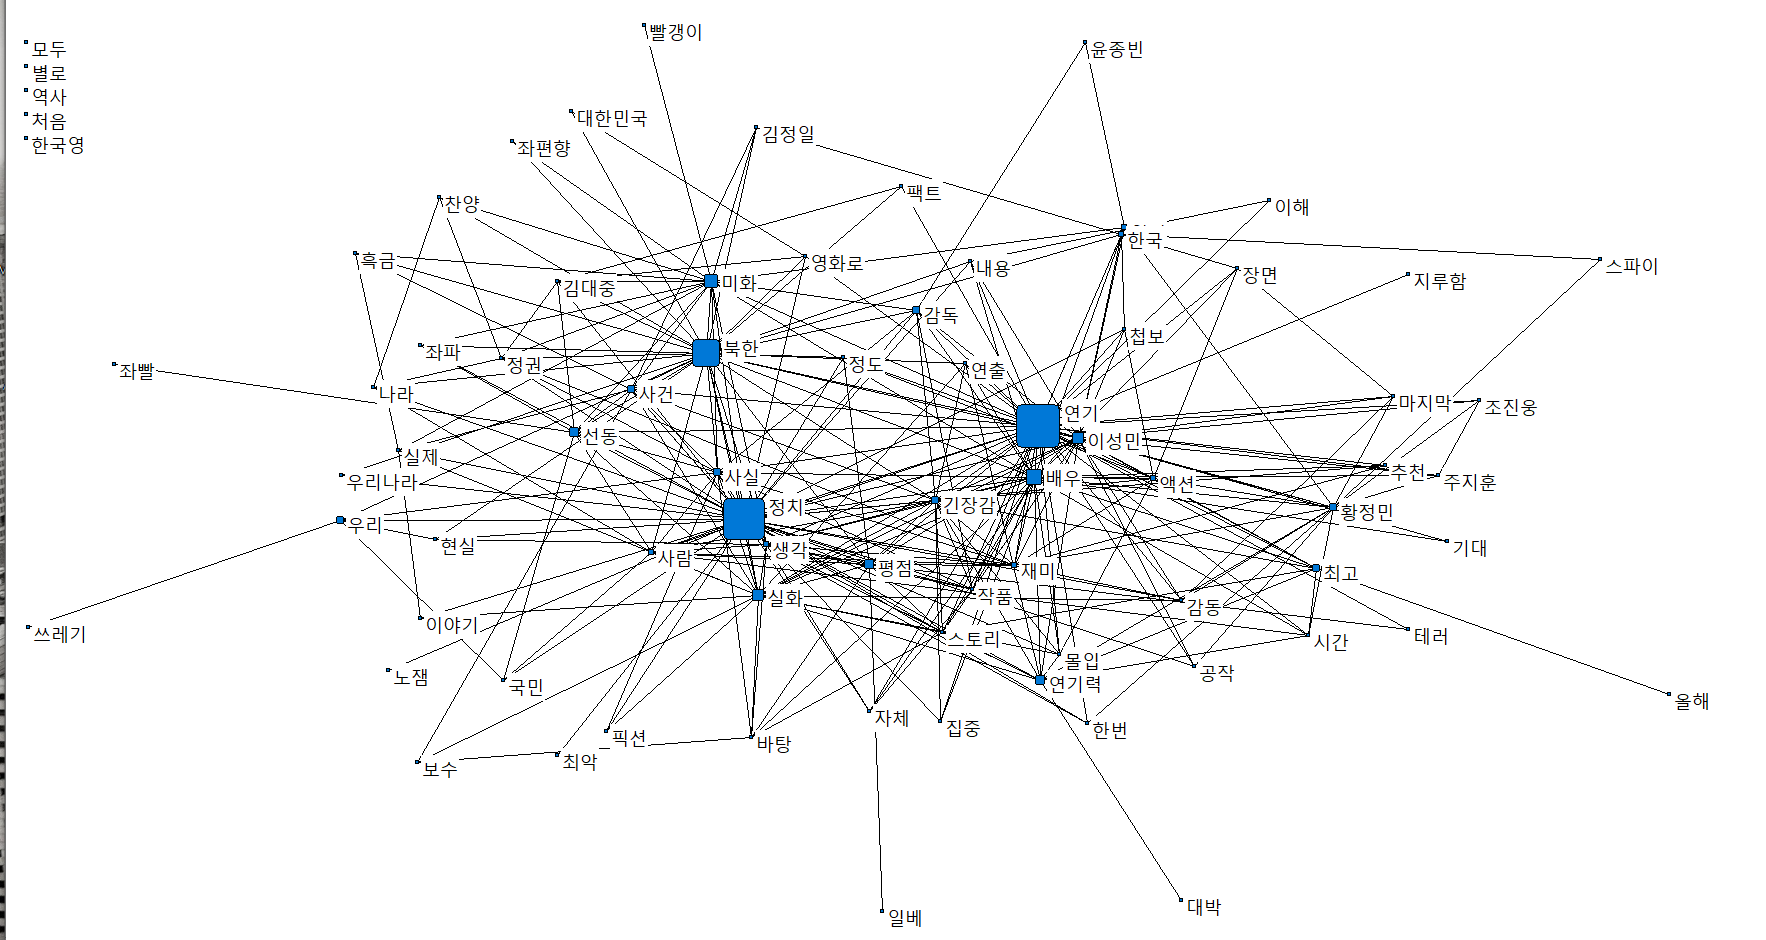 빨갱이
윤종빈
모두
별로
역사
처음
한국영
대한민국
김정일
좌편향
팩트
찬양
이해
한국
흑금
영화로
내용
스파이
장면
지루함
김대중
미화
감독
첩보
좌파
정권
북한
정도
연출
좌빨
나라
사건
마지막
조진웅
연기
선동
이성민
실제
우리나라
사실
배우
액션
추천
주지훈
정치
긴장감
황정민
우리
현실
사람
생각
평점
재미
기대
최고
실화
작품
감동
이야기
쓰레기
스토리
시간
테러
노잼
국민
몰입
연기력
공작
올해
픽션
바탕
자체
집중
한번
보수
최악
일베
대박